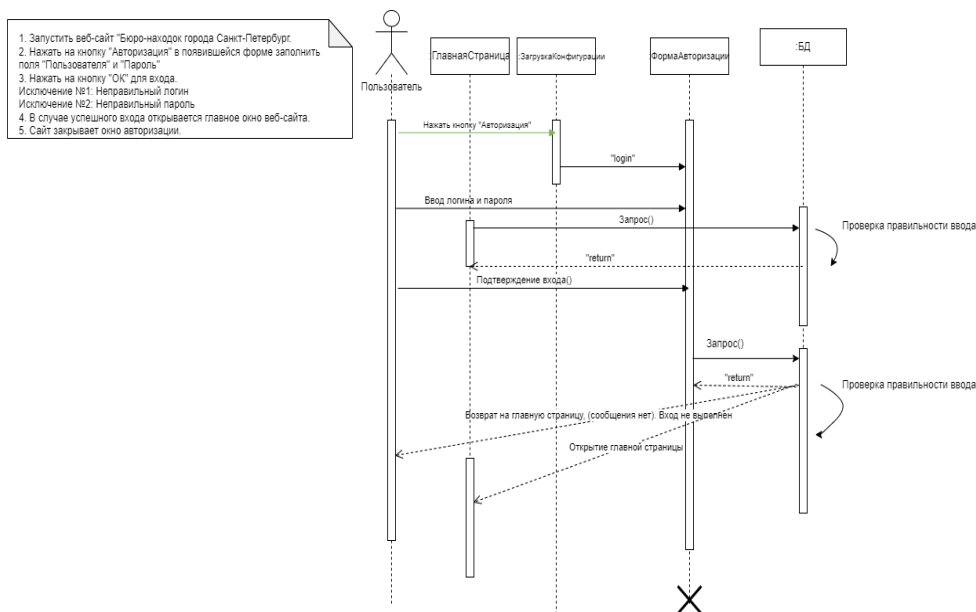 1. Запустить веб-сайт "Бюро-находок города Санкт-Петербург.
2. Нажать на кнопку "Авторизация" в появившейся форме заполнить
поля "Пользователя" и "Пароль"
3. Нажать на кнопку "ОК" для входа.
Исключение №1: Неправильный логин
Исключение №2: Неправильный пароль
4. В случае успешного входа открывается главное окно веб-сайта.
5. Сайт закрывает окно авторизации.
Пользователь
:ГлавнаяСтраница
:ЗагрузкаКонфигурации
:ФормаАвторизации
:БД
Нажать кнопку "Авторизация"
"login"
Ввод логина и пароля
Запрос()
Проверка правильности ввода
"return"
Подтверждение входа()
Запрос()
"return"
Проверка правильности ввода
Возврат на главную страницу, (сообщения нет). Вход не выполнен
Открытие главной страницы